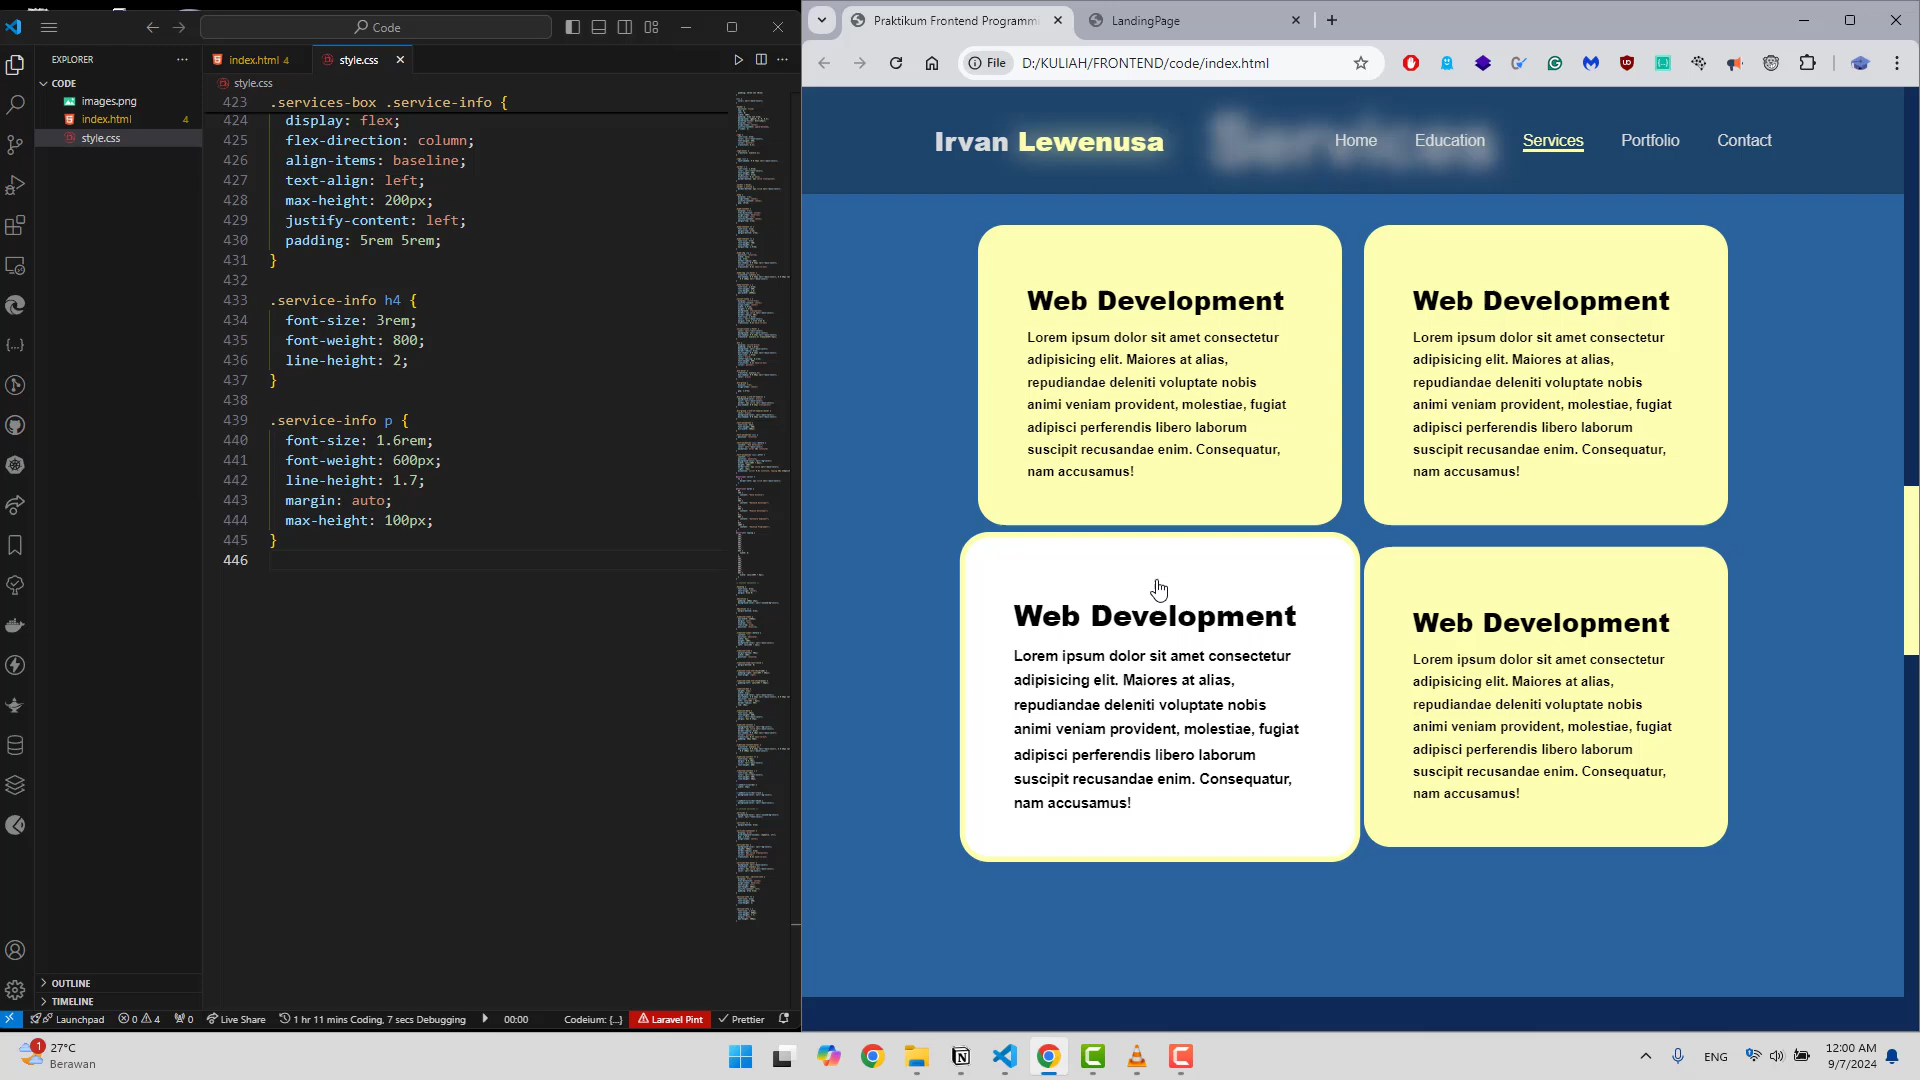 Code
EXPLORER
CODE
images.png
index.html 4
style.css
OUTLINE
TIMELINE
index.html 4
style.css
style.css
423 .services-box .service-info {
424 display: flex;
425 flex-direction: column;
426 align-items: baseline;
427 text-align: left;
428 max-height: 200px;
429 justify-content: left;
430 padding: 5rem 5rem;
431 }
432
433 .service-info h4 {
434 font-size: 3rem;
435 font-weight: 800;
436 line-height: 2;
437 }
438
439 .service-info p {
440 font-size: 1.6rem;
441 font-weight: 600px;
442 line-height: 1.7;
443 margin: auto;
444 max-height: 100px;
445 }
446
Launchpad 0 4 0 Live Share 1 hr 11 mins Coding, 7 secs Debugging 00:00 Codeium: {...} Laravel Pint Prettier
Praktikum Frontend Programm
LandingPage
File D:/KULIAH/FRONTEND/code/index.html
Irvan Lewenusa
Services
Home Education Services Portfolio Contact
Web Development
Lorem ipsum dolor sit amet consectetur
adipisicing elit. Maiores at alias,
repudiandae deleniti voluptate nobis
animi veniam provident, molestiae, fugiat
adipisci perferendis libero laborum
suscipit recusandae enim. Consequatur,
nam accusamus!
Web Development
Lorem ipsum dolor sit amet consectetur
adipisicing elit. Maiores at alias,
repudiandae deleniti voluptate nobis
animi veniam provident, molestiae, fugiat
adipisci perferendis libero laborum
suscipit recusandae enim. Consequatur,
nam accusamus!
Web Development
Lorem ipsum dolor sit amet consectetur
adipisicing elit. Maiores at alias,
repudiandae deleniti voluptate nobis
animi veniam provident, molestiae, fugiat
adipisci perferendis libero laborum
suscipit recusandae enim. Consequatur,
nam accusamus!
Web Development
Lorem ipsum dolor sit amet consectetur
adipisicing elit. Maiores at alias,
repudiandae deleniti voluptate nobis
animi veniam provident, molestiae, fugiat
adipisci perferendis libero laborum
suscipit recusandae enim. Consequatur,
nam accusamus!
1
27°C
Berawan
ENG
12:00 AM
9/7/2024